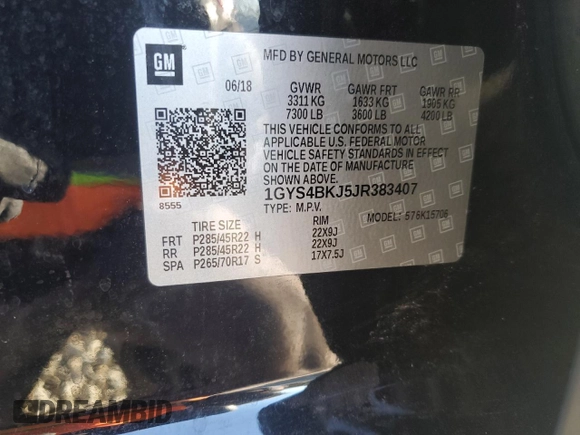 GM
MFD BY GENERAL MOTORS LLC
06/18 GVWR GAWR FRT GAWR RR
3311 KG 1633 KG 1905 KG
7300 LB 3600 LB 4200 LB
THIS VEHICLE CONFORMS TO ALL
APPLICABLE U.S. FEDERAL MOTOR
VEHICLE SAFETY STANDARDS IN EFFECT
ON THE DATE OF MANUFACTURE
SHOWN ABOVE.
1GYS4BKJ5JR383407
8555
TYPE: M.P.V. MODEL: 576K15706
TIRE SIZE RIM
FRT P285/45R22 H 22X9J
RR P285/45R22 H 22X9J
SPA P265/70R17 S 17X7.5J
DREAMBID